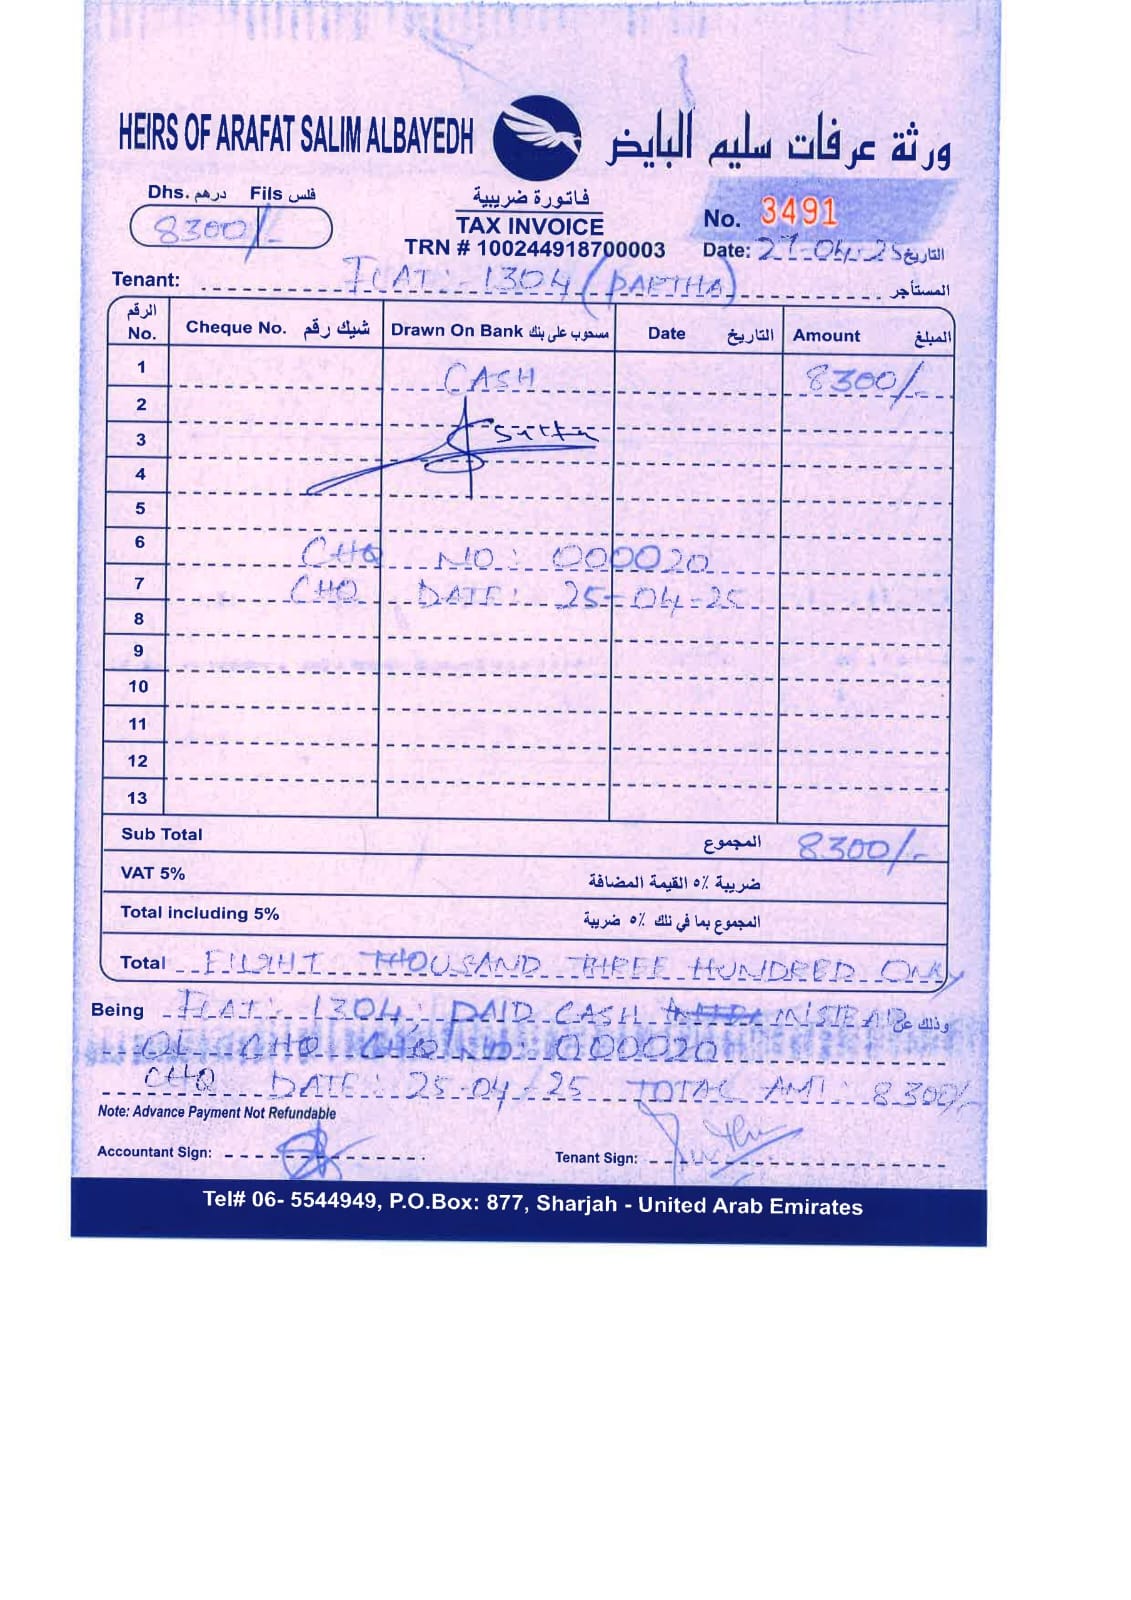 HEIRS OF ARAFAT SALIM ALBAYEDH ورثة عرفات سليم البايض
Dhs. درهم Fils فلس
8300/-
فاتورة ضريبية
TAX INVOICE
TRN # 100244918700003
No. 3491
Date: 27-04-25 التاريخ
Tenant: FLAT:-1304 (PARTHA) المستأجر
الرقم No. Cheque No. شيك رقم Drawn On Bank مسحوب على بنك Date التاريخ Amount المبلغ
1 CASH 8300/-
2
3
4
5
6 CHQ NO: 000020
7 CHQ DATE: 25-04-25
8
9
10
11
12
13
Sub Total المجموع 8300/-
VAT 5% ضريبة ٥٪ القيمة المضافة
Total including 5% المجموع بما في ذلك ٥٪ ضريبة
Total EIGHT THOUSAND THREE HUNDRED ONLY
Being FLAT:-1304: PAID CASH INSTEAD وذلك عن
OF CHQ CHQ NO: 000020
CHQ DATE: 25-04-25 TOTAL AMT: 8300/-
Note: Advance Payment Not Refundable
Accountant Sign: Tenant Sign:
Tel# 06- 5544949, P.O.Box: 877, Sharjah - United Arab Emirates